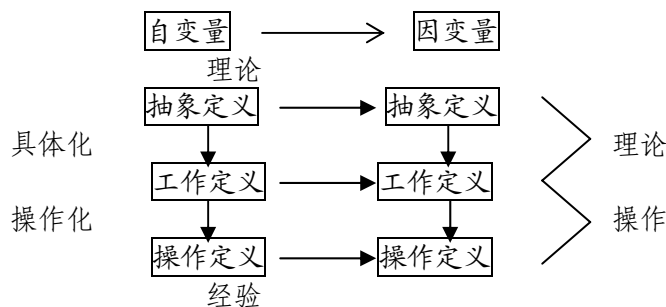 自变量 因变量
理论
抽象定义 抽象定义
具体化 理论
工作定义 工作定义
操作化 操作
操作定义 操作定义
经验